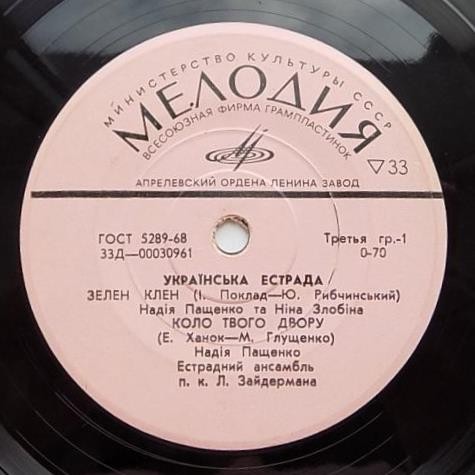 МИНИСТЕРСТВО КУЛЬТУРЫ СССР
МЕЛОДИЯ
ВСЕСОЮЗНАЯ ФИРМА ГРАМПЛАСТИНОК
▽33
АПРЕЛЕВСКИЙ ОРДЕНА ЛЕНИНА ЗАВОД
ГОСТ 5289-68 Третья гр.-1
33Д—00030961 0-70
УКРАЇНСЬКА ЕСТРАДА
ЗЕЛЕН КЛЕН (І. Поклад—Ю. Рибчинський)
Надія Пащенко та Ніна Злобіна
КОЛО ТВОГО ДВОРУ
(Е. Ханок—М. Глущенко)
Надія Пащенко
Естрадний ансамбль
п. к. Л. Зайдермана